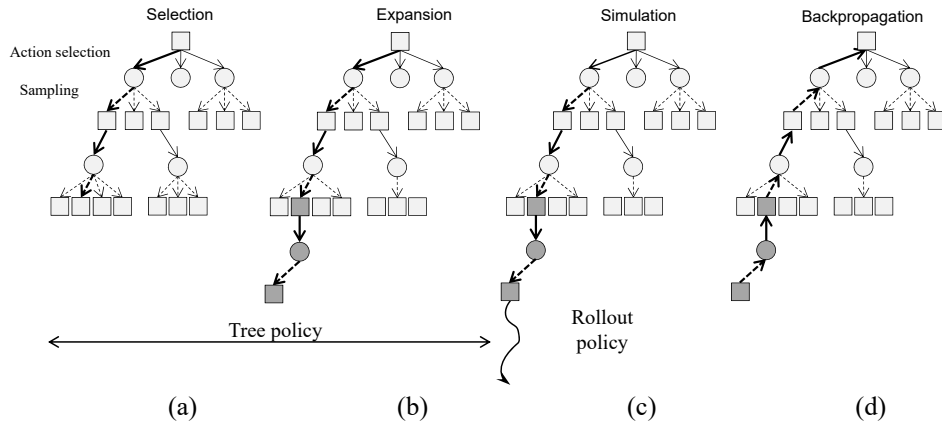 Selection
Expansion
Simulation
Backpropagation
Action selection
Sampling
Tree policy
Rollout
policy
(a)
(b)
(c)
(d)